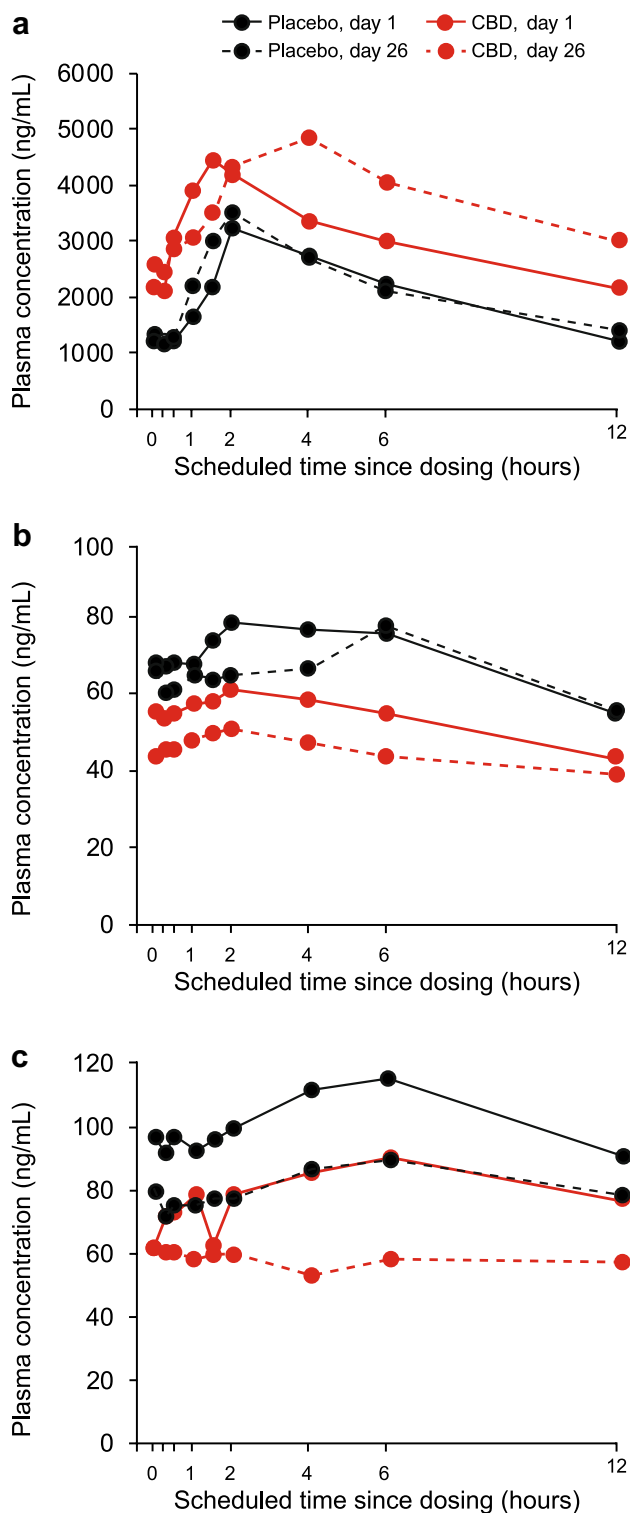 a
Placebo, day 1 CBD, day 1
Placebo, day 26 CBD, day 26
Plasma concentration (ng/mL)
6000
5000
4000
3000
2000
1000
0
0 1 2 4 6 12
Scheduled time since dosing (hours)
b
Plasma concentration (ng/mL)
100
80
60
40
20
0
0 1 2 4 6 12
Scheduled time since dosing (hours)
c
Plasma concentration (ng/mL)
120
100
80
60
40
20
0
0 1 2 4 6 12
Scheduled time since dosing (hours)